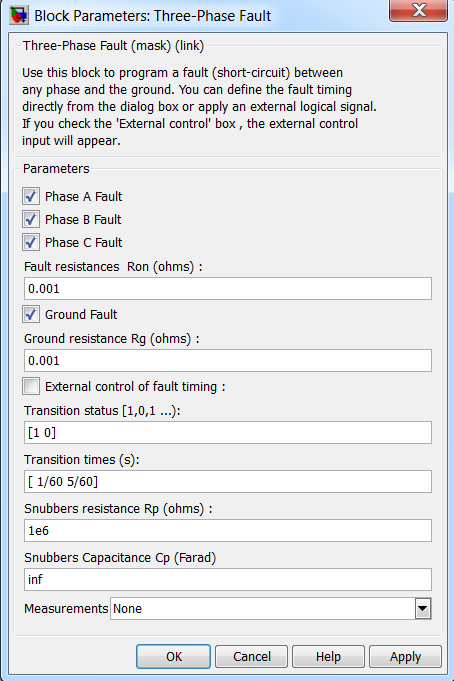 Block Parameters: Three-Phase Fault
Three-Phase Fault (mask) (link)
Use this block to program a fault (short-circuit) between
any phase and the ground. You can define the fault timing
directly from the dialog box or apply an external logical signal.
If you check the 'External control' box , the external control
input will appear.
Parameters
Phase A Fault
Phase B Fault
Phase C Fault
Fault resistances  Ron (ohms) :
0.001
Ground Fault
Ground resistance Rg (ohms) :
0.001
External control of fault timing :
Transition status [1,0,1 ...):
[1 0]
Transition times (s):
[ 1/60 5/60]
Snubbers resistance Rp (ohms) :
1e6
Snubbers Capacitance Cp (Farad)
inf
Measurements None
OK Cancel Help Apply